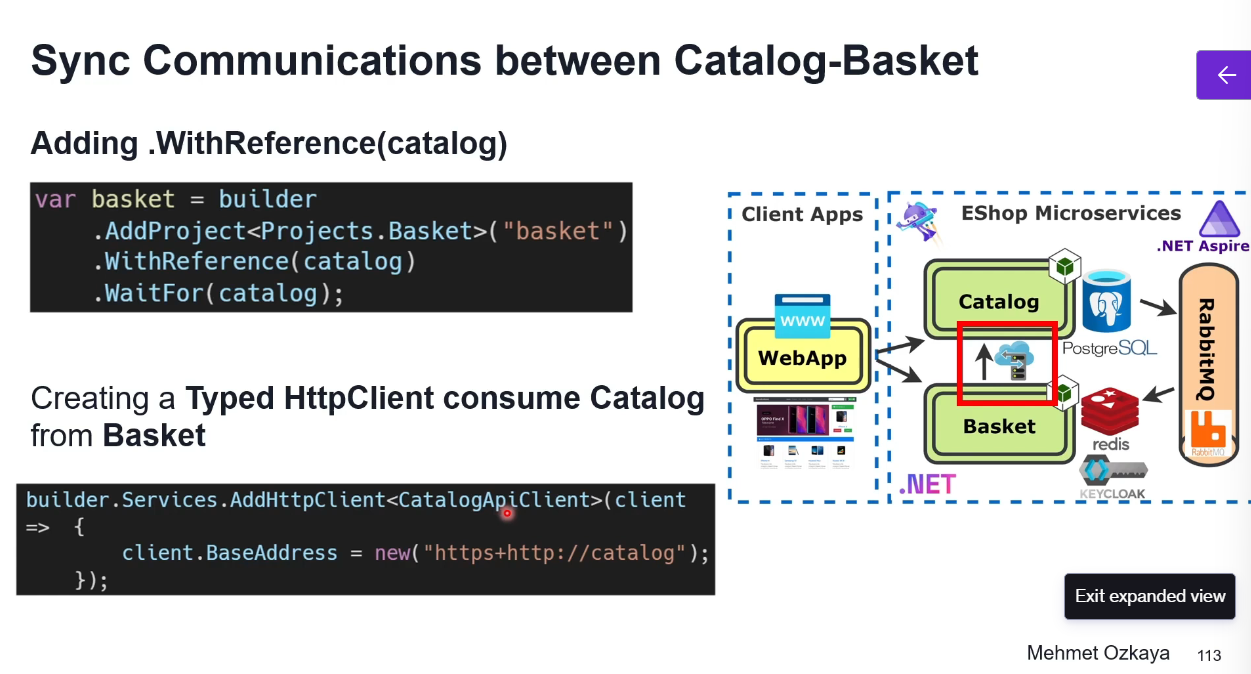 Sync Communications between Catalog-Basket
Adding .WithReference(catalog)
var basket = builder
.AddProject<Projects.Basket>("basket")
.WithReference(catalog)
.WaitFor(catalog);
Creating a Typed HttpClient consume Catalog
from Basket
builder.Services.AddHttpClient<CatalogApiClient>(client
=> {
client.BaseAddress = new("https+http://catalog");
});
Client Apps
WWW
WebApp
EShop Microservices
.NET Aspire
Catalog
PostgreSQL
Basket
redis
KEYCLOAK
.NET
RabbitMQ
RabbitMQ
Exit expanded view
Mehmet Ozkaya
113